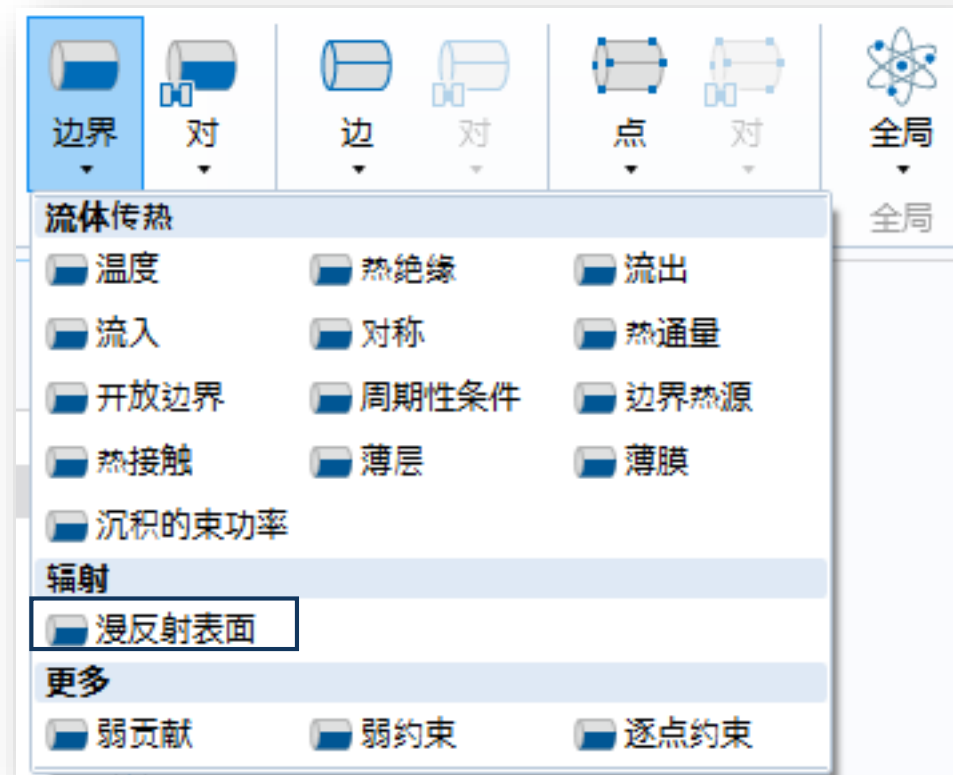 边界 对 边 对 点 对 全局
全局
流体传热
温度 热绝缘 流出
流入 对称 热通量
开放边界 周期性条件 边界热源
热接触 薄层 薄膜
沉积的束功率
辐射
漫反射表面
更多
弱贡献 弱约束 逐点约束